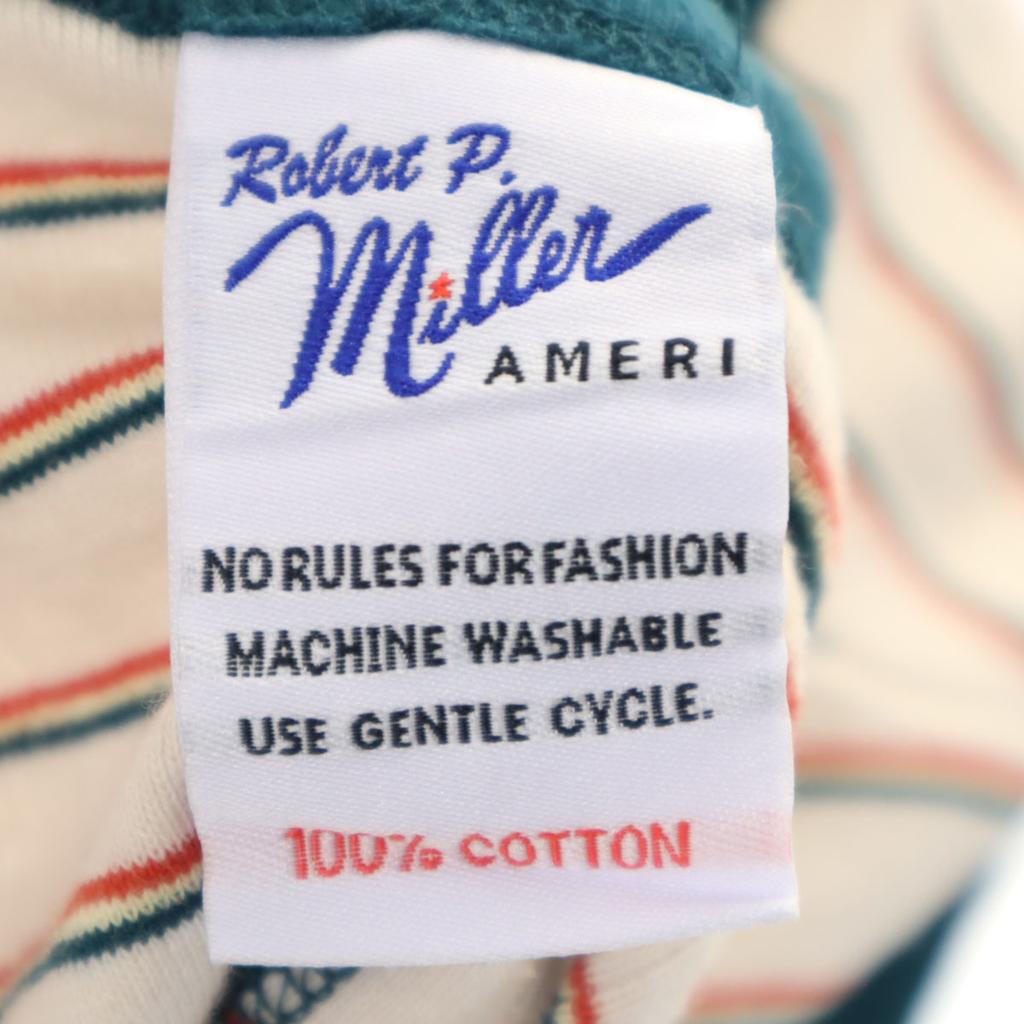 Robert P.
Miller
AMERI
NO RULES FOR FASHION
MACHINE WASHABLE
USE GENTLE CYCLE.
100% COTTON